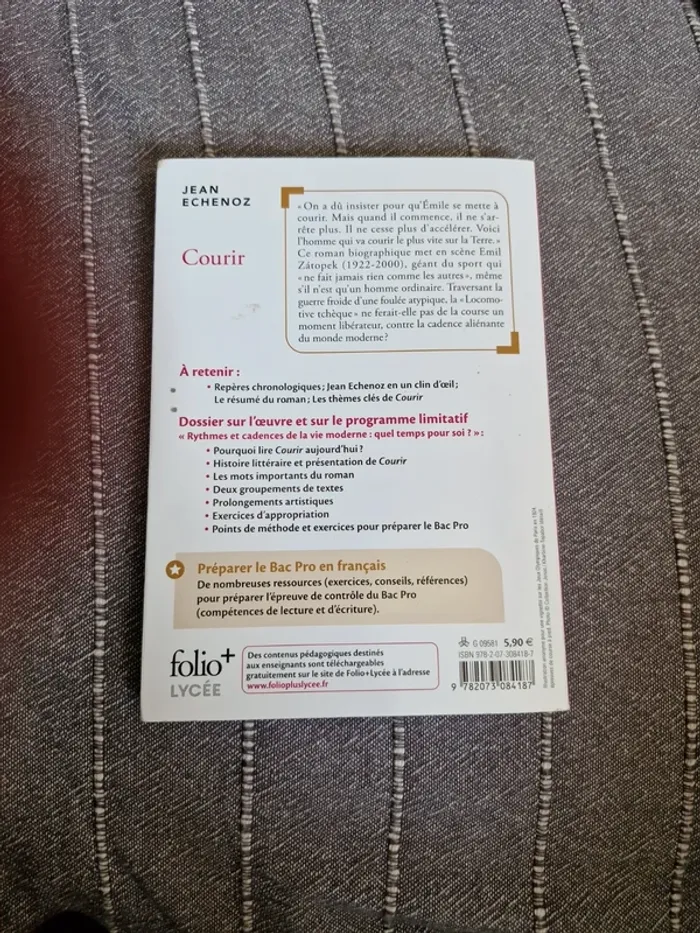 JEAN
ECHENOZ
Courir
« On a dû insister pour qu'Émile se mette à
courir. Mais quand il commence, il ne s'ar-
rête plus. Il ne cesse plus d'accélérer. Voici
l'homme qui va courir le plus vite sur la Terre. »
Ce roman biographique met en scène Emil
Zátopek (1922-2000), géant du sport qui
« ne fait jamais rien comme les autres », même
s'il n'est qu'un homme ordinaire. Traversant la
guerre froide d'une foulée atypique, la « Locomo-
tive tchèque » ne ferait-elle pas de la course un
moment libérateur, contre la cadence aliénante
du monde moderne ?
À retenir :
• Repères chronologiques ; Jean Echenoz en un clin d'œil ;
Le résumé du roman ; Les thèmes clés de Courir
Dossier sur l'œuvre et sur le programme limitatif
« Rythmes et cadences de la vie moderne : quel temps pour soi ? » :
• Pourquoi lire Courir aujourd'hui ?
• Histoire littéraire et présentation de Courir
• Les mots importants du roman
• Deux groupements de textes
• Prolongements artistiques
• Exercices d'appropriation
• Points de méthode et exercices pour préparer le Bac Pro
Préparer le Bac Pro en français
De nombreuses ressources (exercices, conseils, références)
pour préparer l'épreuve de contrôle du Bac Pro
(compétences de lecture et d'écriture).
folio+
LYCÉE
Des contenus pédagogiques destinés
aux enseignants sont téléchargeables
gratuitement sur le site de Folio+Lycée à l'adresse
www.foliopluslycee.fr
G 09581 5,90 €
ISBN 978-2-07-308418-7
9 782073 084187